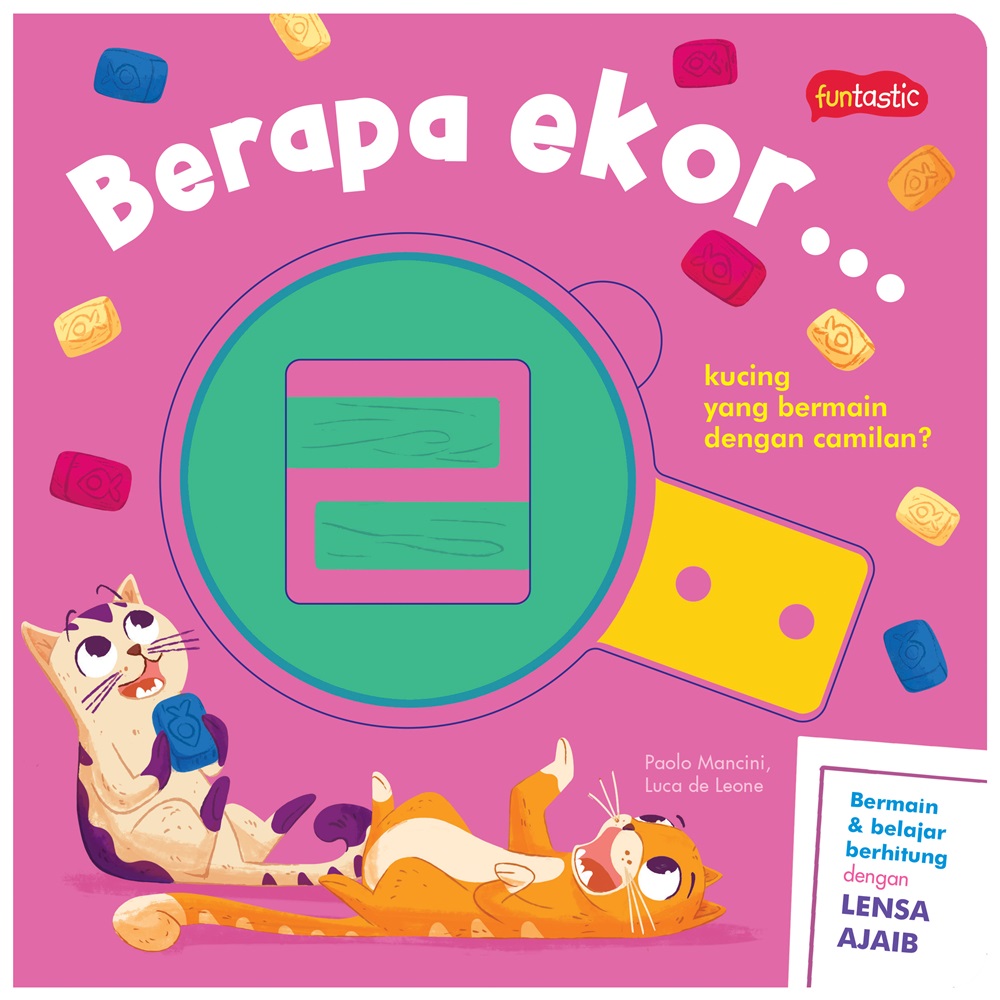 funtastic
Berapa ekor...
kucing
yang bermain
dengan camilan?
2
Paolo Mancini,
Luca de Leone
Bermain
& belajar
berhitung
dengan
LENSA
AJAIB